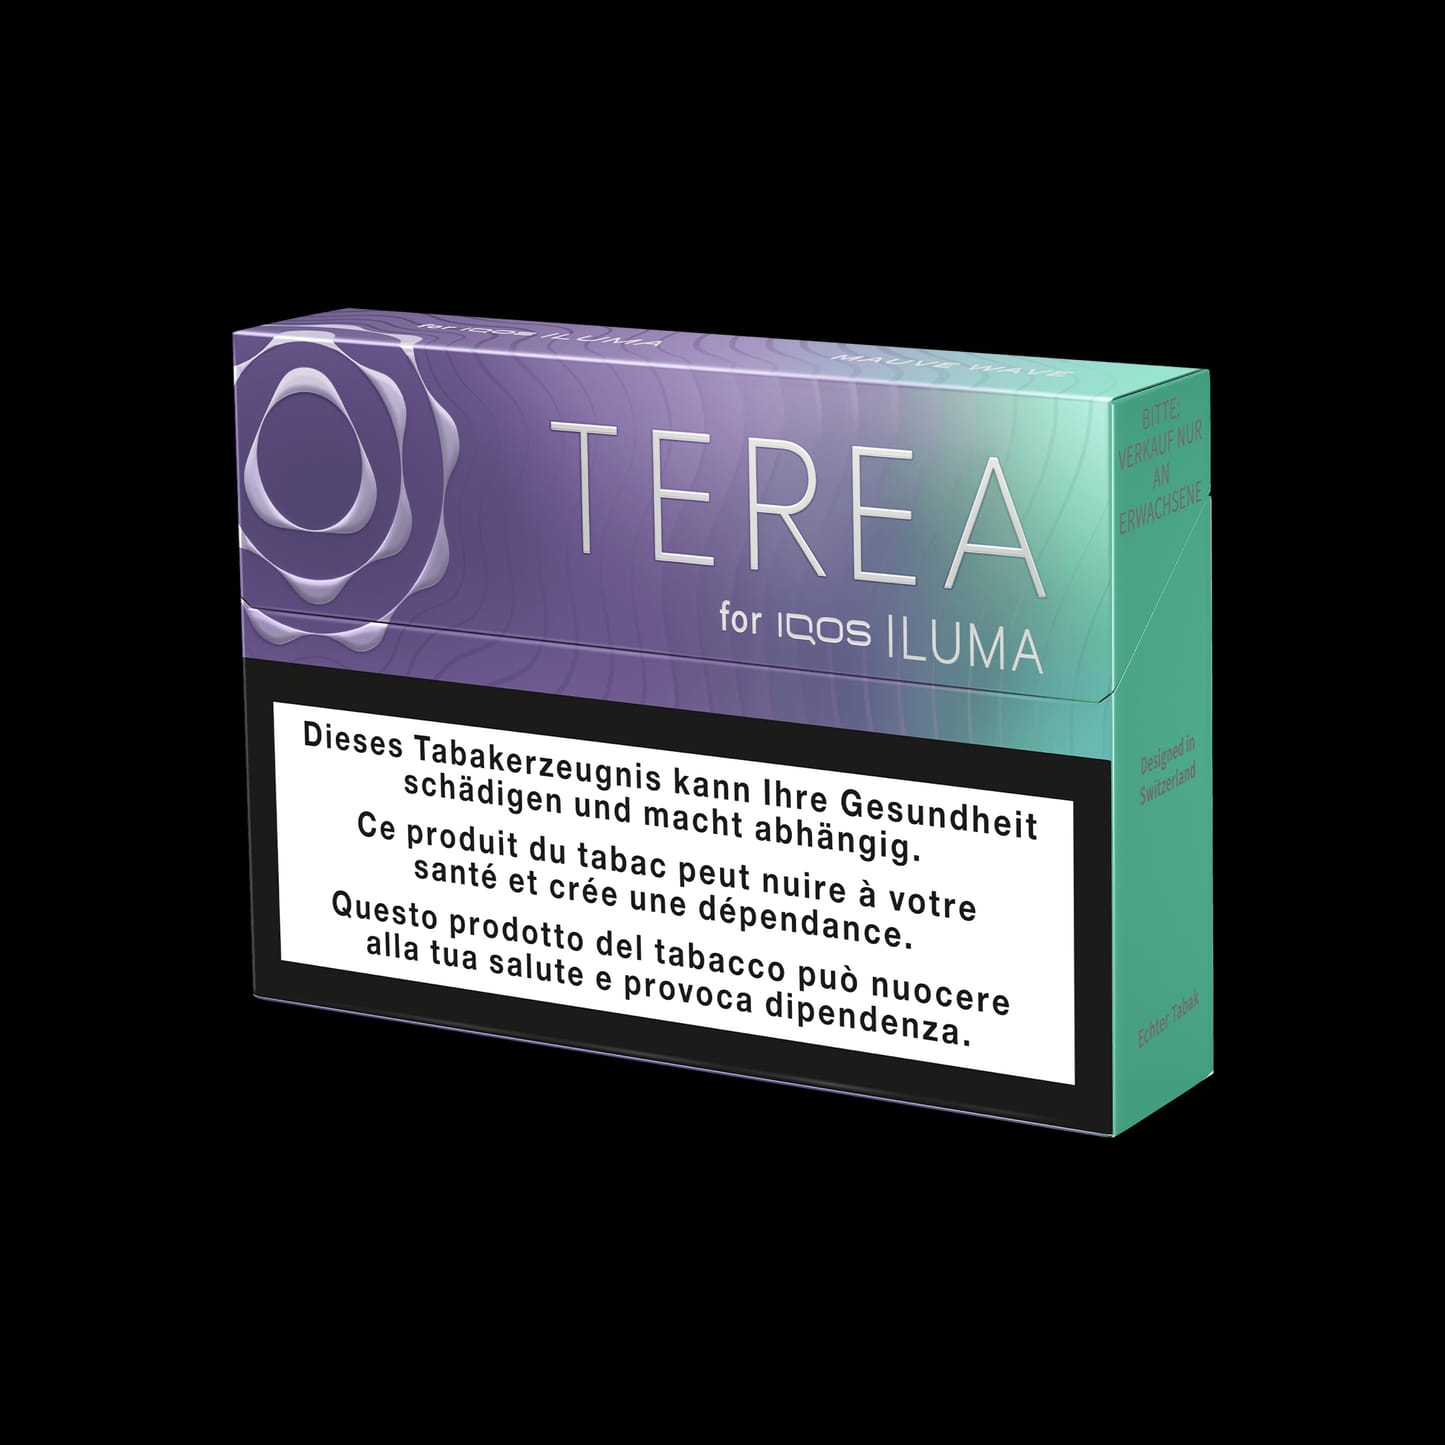 for IQOS ILUMA
MAUVE WAVE
TEREA
for IQOS ILUMA
Dieses Tabakerzeugnis kann Ihre Gesundheit
schädigen und macht abhängig.
Ce produit du tabac peut nuire à votre
santé et crée une dépendance.
Questo prodotto del tabacco può nuocere
alla tua salute e provoca dipendenza.
BITTE:
VERKAUF NUR
AN
ERWACHSENE
Designed in
Switzerland
Echter Tabak